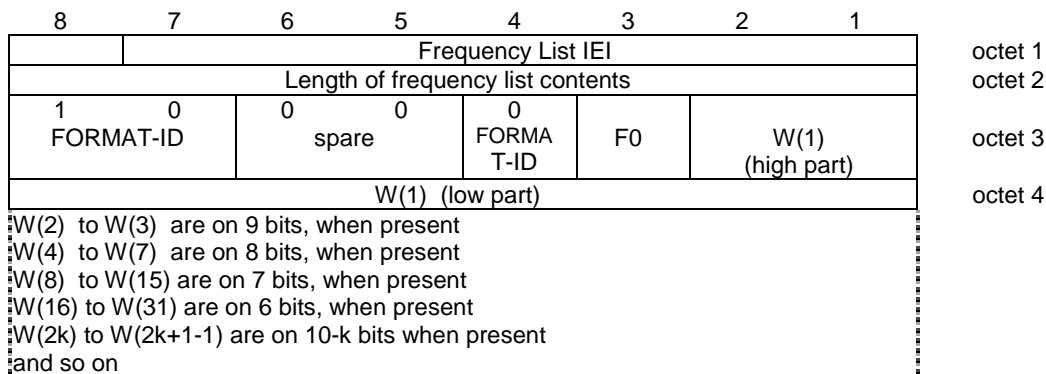 8 7 6 5 4 3 2 1
Frequency List IEI octet 1
Length of frequency list contents octet 2
1 0 0 0 0
FORMAT-ID spare FORMA F0 W(1) octet 3
T-ID (high part)
W(1) (low part) octet 4
W(2) to W(3) are on 9 bits, when present
W(4) to W(7) are on 8 bits, when present
W(8) to W(15) are on 7 bits, when present
W(16) to W(31) are on 6 bits, when present
W(2k) to W(2k+1-1) are on 10-k bits when present
and so on